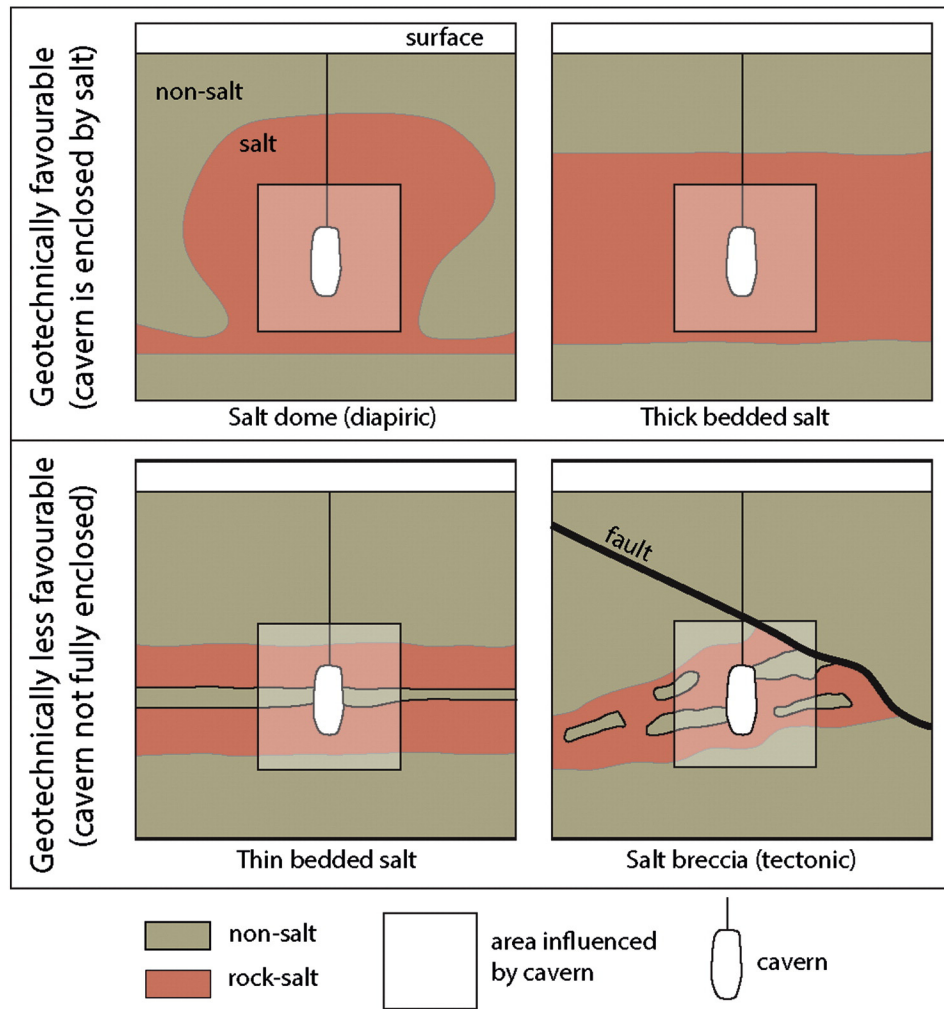 Geotechnically favourable
(cavern is enclosed by salt)
surface
non-salt
salt
Salt dome (diapiric)
Thick bedded salt
Geotechnically less favourable
(cavern not fully enclosed)
fault
Thin bedded salt
Salt breccia (tectonic)
non-salt
rock-salt
area influenced
by cavern
cavern